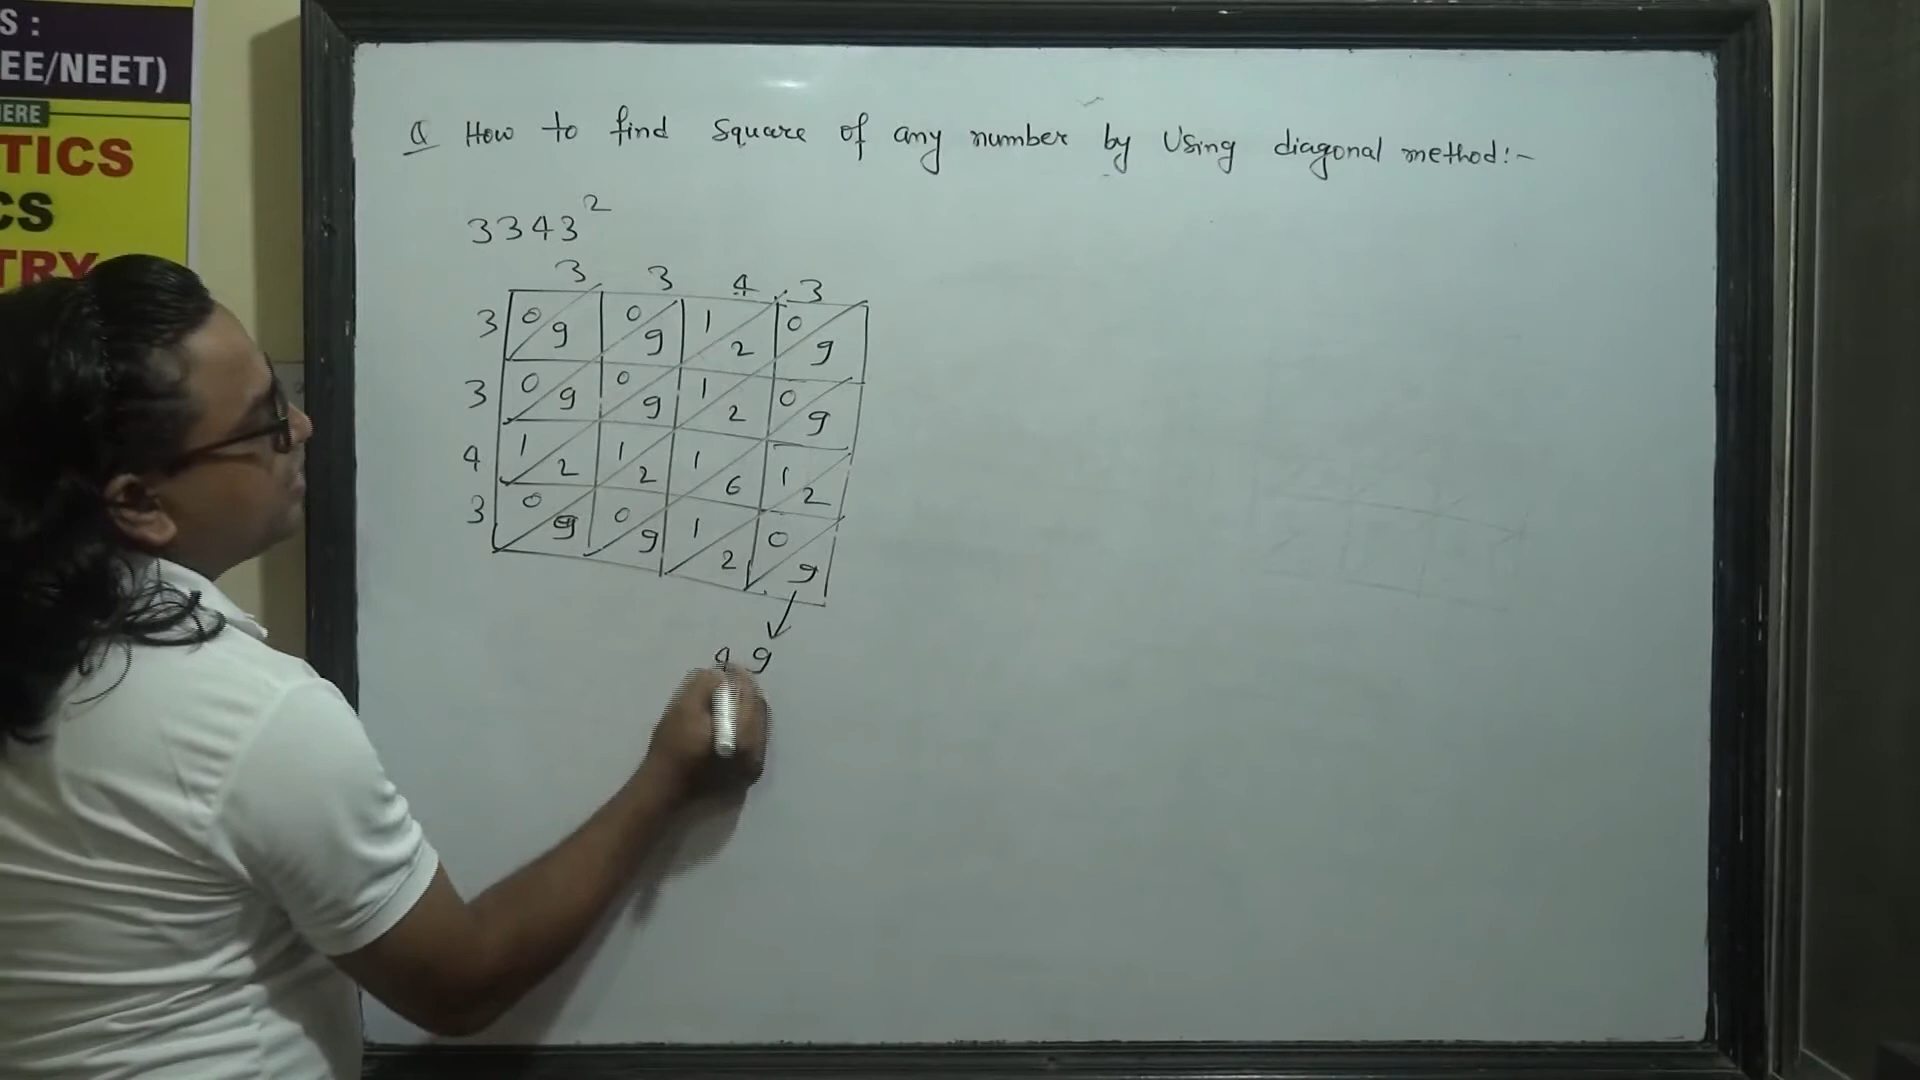 S :
EE/NEET)
HERE
TICS
CS
TRY
Q How to find square of any number by Using diagonal method:-
3343²
3 3 4 3
3 0 9 0 9 1 2 0 9
3 0 9 0 9 1 2 0 9
4 1 2 1 2 1 6 1 2
3 0 9 0 9 1 2 0 9
9